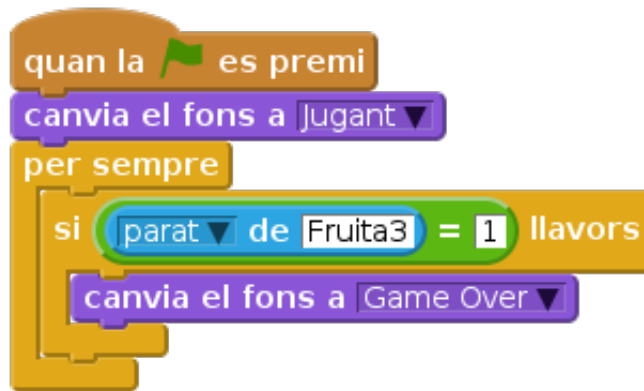 quan la es premi
canvia el fons a Jugant
per sempre
si parat de Fruita3 = 1 llavors
canvia el fons a Game Over